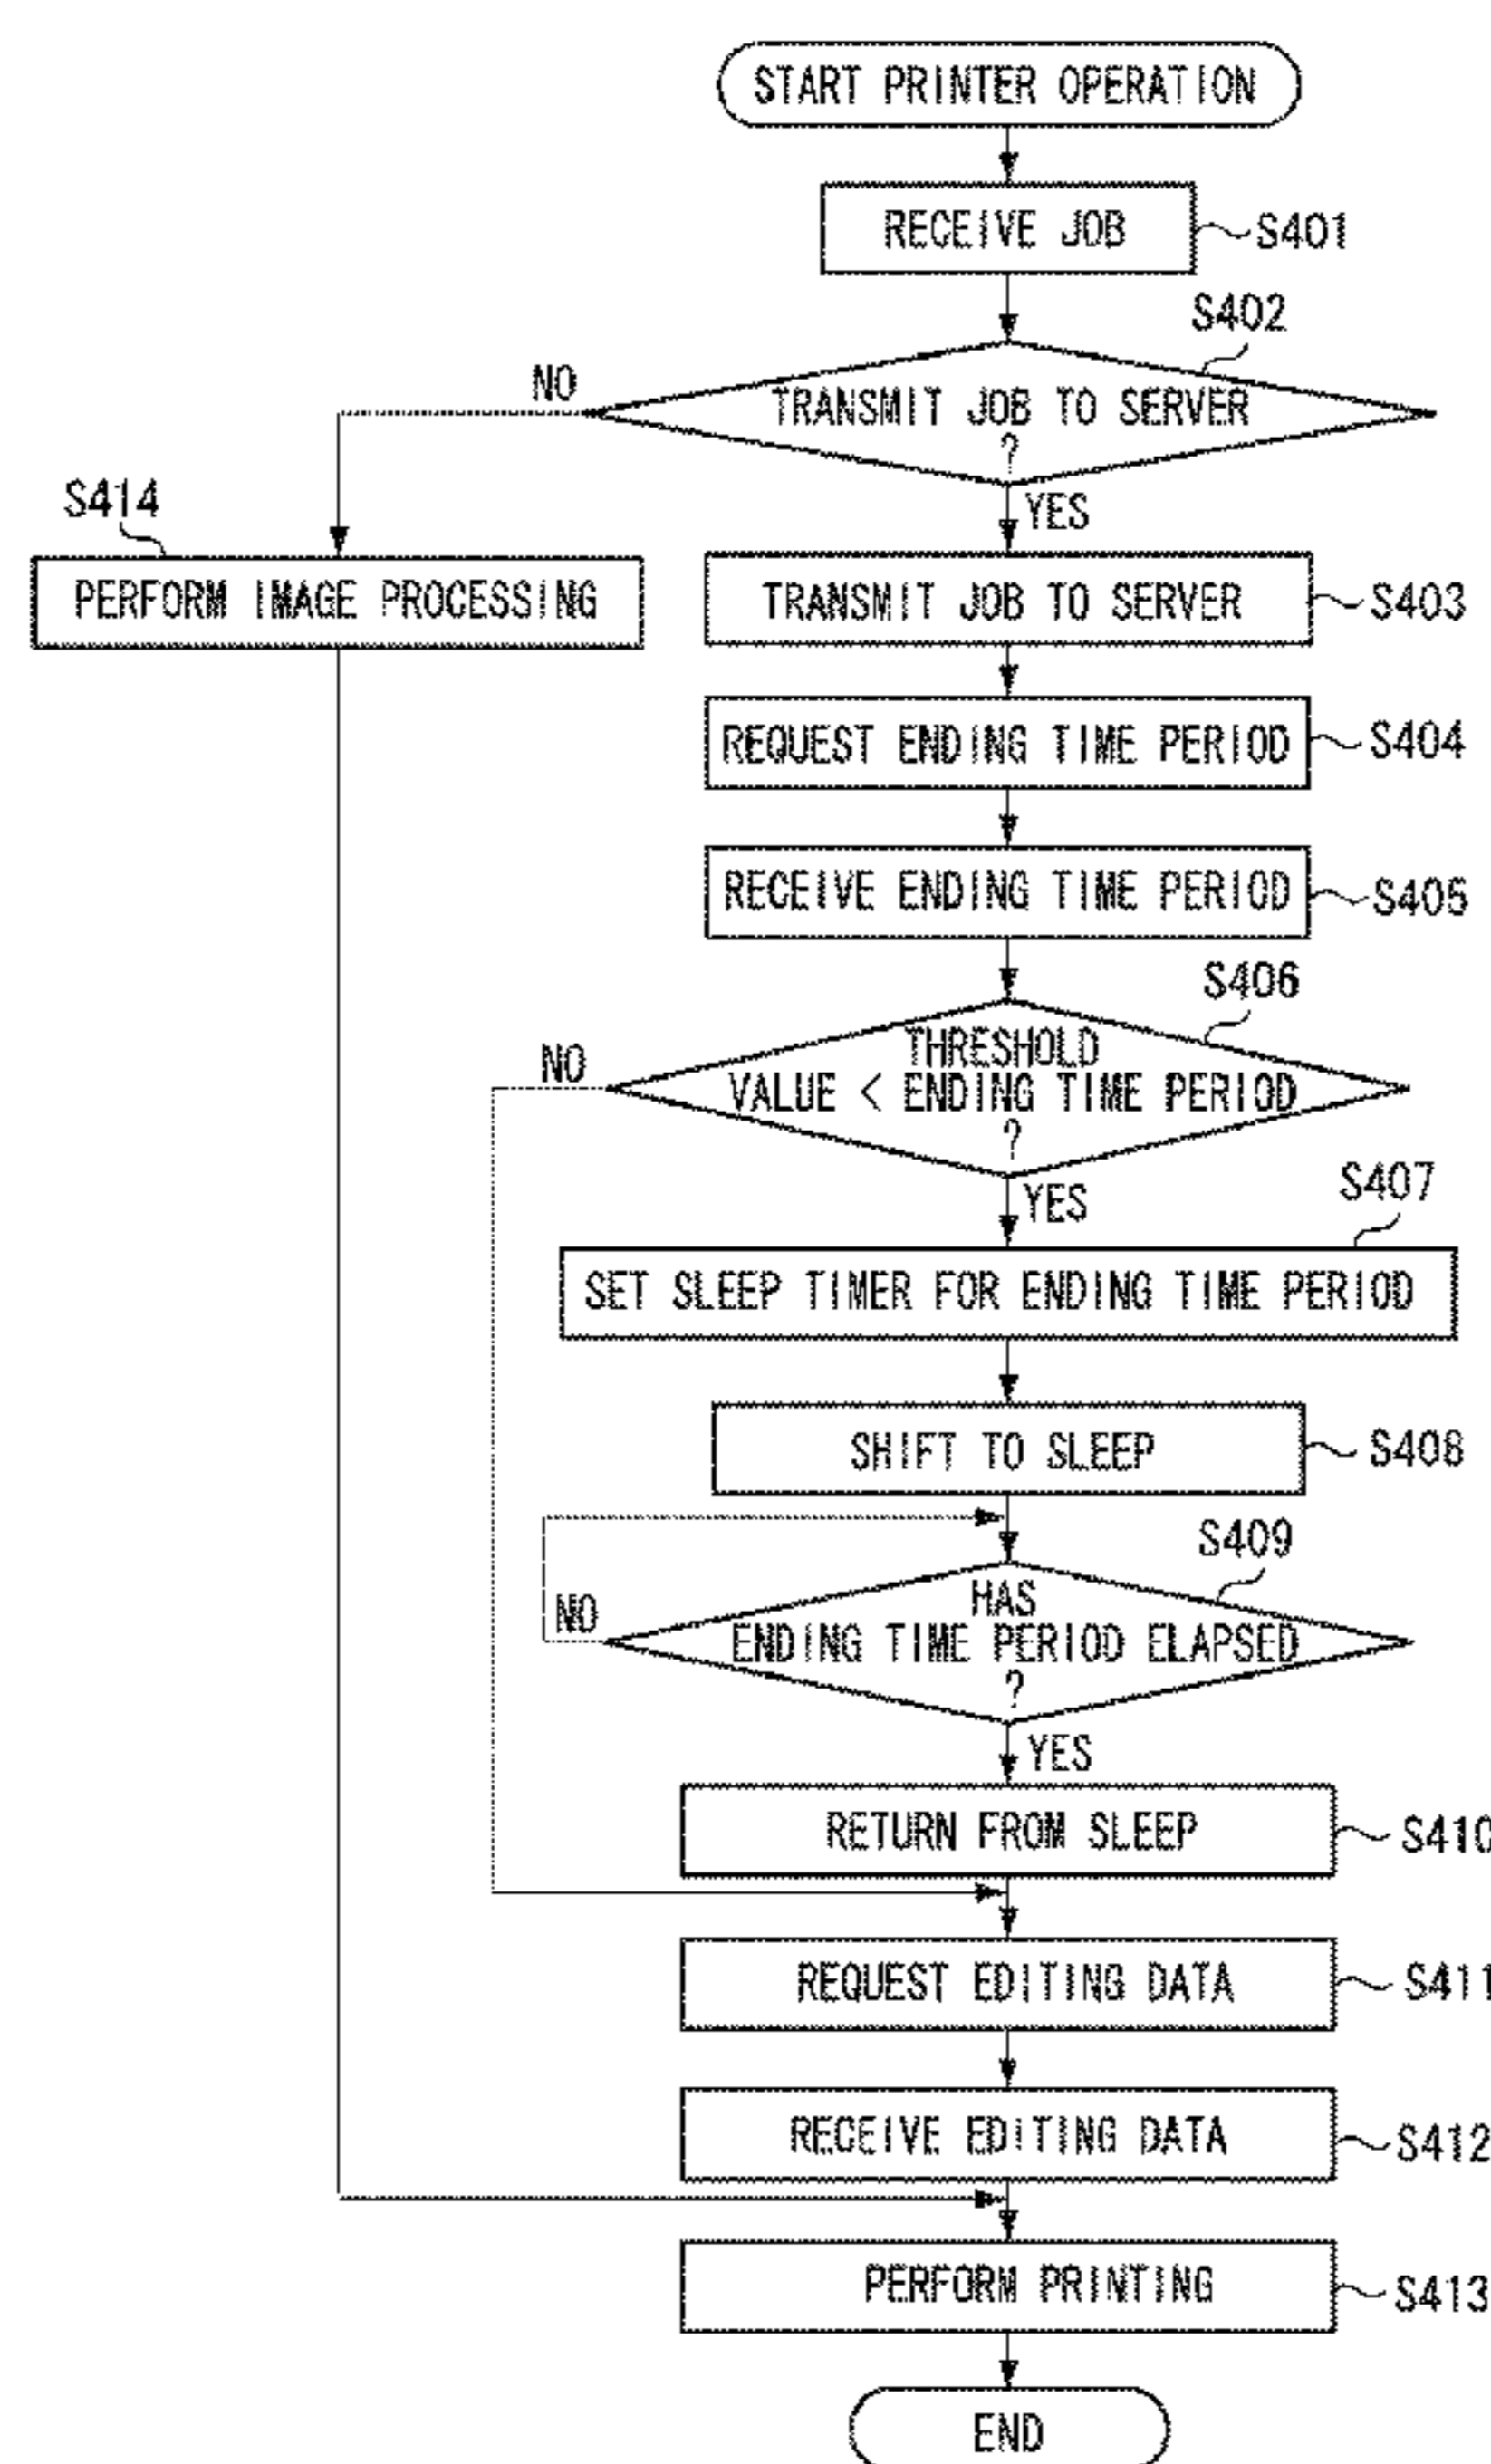 START PRINTER OPERATION
RECEIVE JOB
S401
S402
NO
TRANSMIT JOB TO SERVER
?
S414
YES
PERFORM IMAGE PROCESSING
TRANSMIT JOB TO SERVER
S403
REQUEST ENDING TIME PERIOD
S404
RECEIVE ENDING TIME PERIOD
S405
S406
NO
THRESHOLD
VALUE < ENDING TIME PERIOD
?
S407
YES
SET SLEEP TIMER FOR ENDING TIME PERIOD
SHIFT TO SLEEP
S408
S409
HAS
NO
ENDING TIME PERIOD ELAPSED
?
YES
RETURN FROM SLEEP
S410
REQUEST EDITING DATA
S411
RECEIVE EDITING DATA
S412
PERFORM PRINTING
S413
END